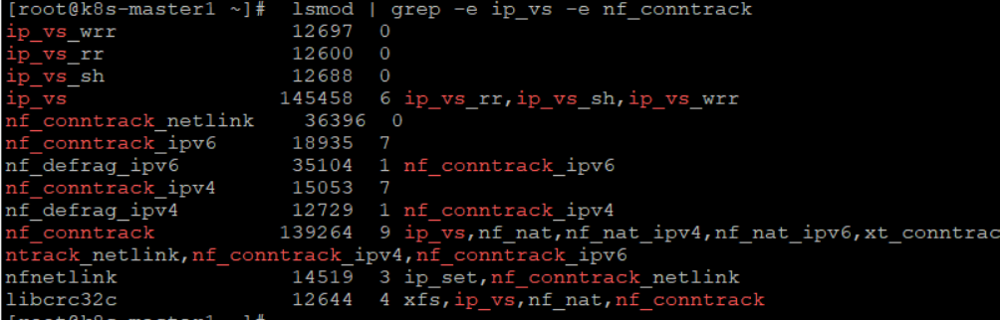 [root@k8s-master1 ~]#  lsmod | grep -e ip_vs -e nf_conntrack
ip_vs_wrr              12697  0
ip_vs_rr               12600  0
ip_vs_sh               12688  0
ip_vs                 145458  6 ip_vs_rr,ip_vs_sh,ip_vs_wrr
nf_conntrack_netlink    36396  0
nf_conntrack_ipv6      18935  7
nf_defrag_ipv6         35104  1 nf_conntrack_ipv6
nf_conntrack_ipv4      15053  7
nf_defrag_ipv4         12729  1 nf_conntrack_ipv4
nf_conntrack          139264  9 ip_vs,nf_nat,nf_nat_ipv4,nf_nat_ipv6,xt_conntrac
ntrack_netlink,nf_conntrack_ipv4,nf_conntrack_ipv6
nfnetlink              14519  3 ip_set,nf_conntrack_netlink
libcrc32c              12644  4 xfs,ip_vs,nf_nat,nf_conntrack